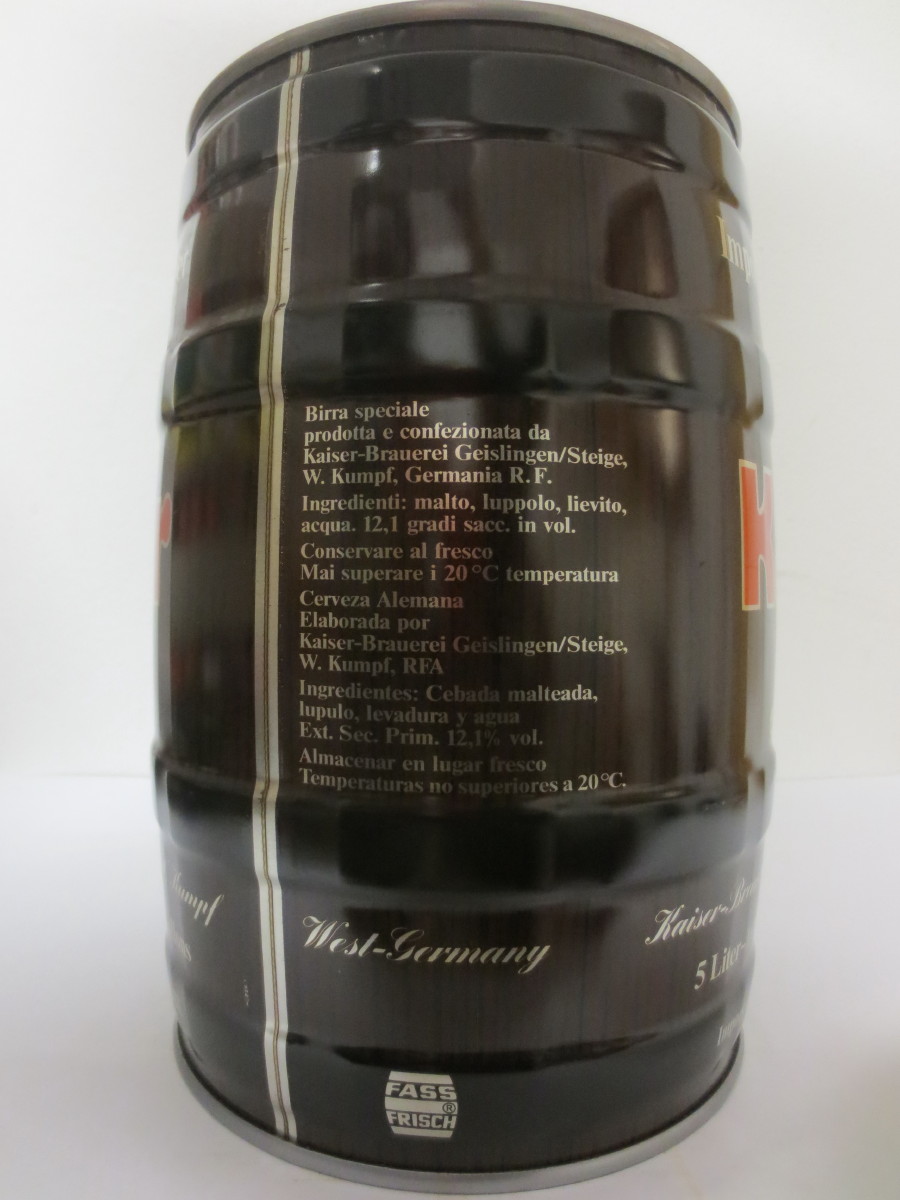 Birra speciale
prodotta e confezionata da
Kaiser-Brauerei Geislingen/Steige,
W. Kumpf, Germania R.F.
Ingredienti: malto, luppolo, lievito,
acqua. 12,1 gradi sacc. in vol.
Conservare al fresco
Mai superare i 20°C temperatura
Cerveza Alemana
Elaborada por
Kaiser-Brauerei Geislingen/Steige,
W. Kumpf, RFA
Ingredientes: Cebada malteada,
lupulo, levadura y agua
Ext. Sec. Prim. 12,1% vol.
Almacenar en lugar fresco
Temperaturas no superiores a 20°C.
Kumpf
West-Germany
Kaiser-
5 Liter-
FASS
FRISCH ®